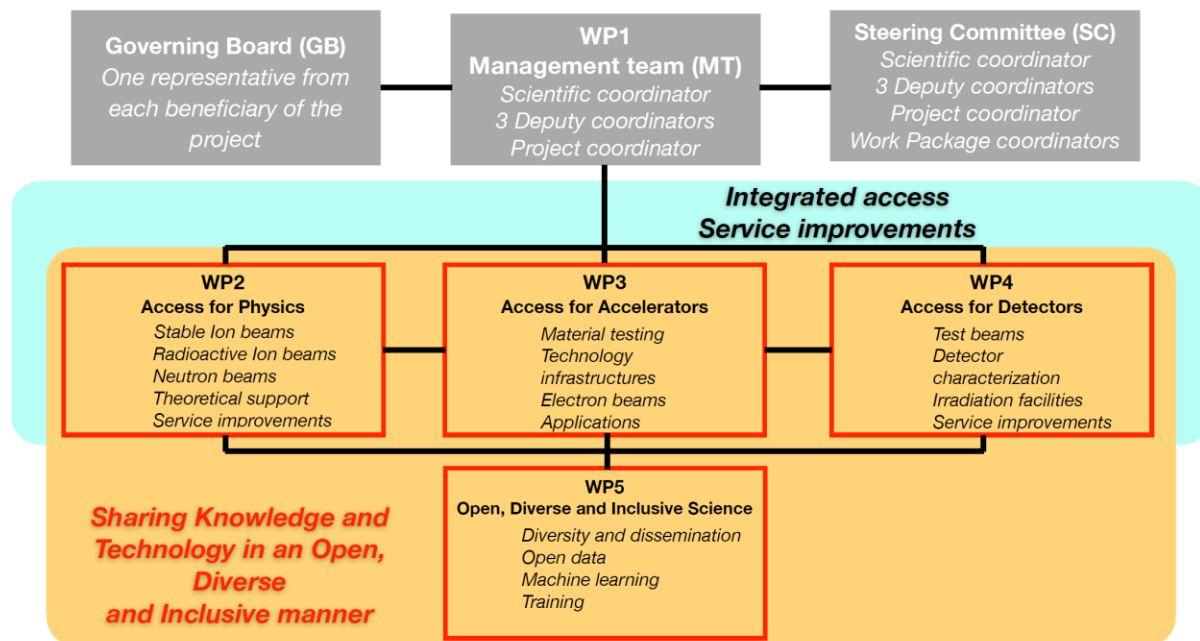 Governing Board (GB)
One representative from
each beneficiary of the
project
WP1
Management team (MT)
Scientific coordinator
3 Deputy coordinators
Project coordinator
Steering Committee (SC)
Scientific coordinator
3 Deputy coordinators
Project coordinator
Work Package coordinators
Integrated access
Service improvements
WP2
Access for Physics
Stable Ion beams
Radioactive Ion beams
Neutron beams
Theoretical support
Service improvements
WP3
Access for Accelerators
Material testing
Technology
infrastructures
Electron beams
Applications
WP4
Access for Detectors
Test beams
Detector
characterization
Irradiation facilities
Service improvements
WP5
Open, Diverse and Inclusive Science
Diversity and dissemination
Open data
Machine learning
Training
Sharing Knowledge and
Technology in an Open,
Diverse
and Inclusive manner